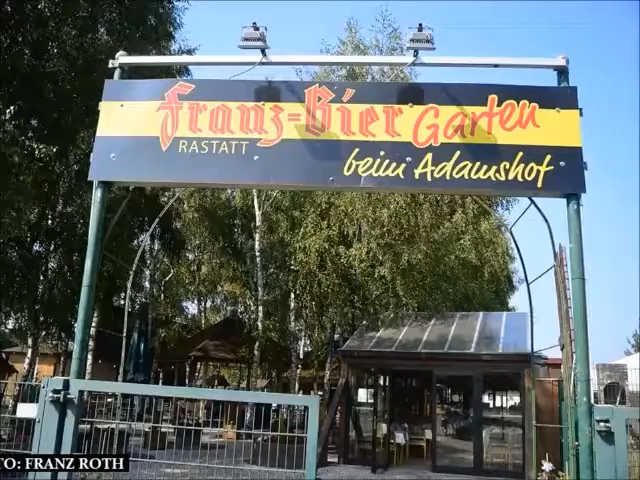 Franz=Bier Garten
RASTATT
beim Adamshof
TO: FRANZ ROTH